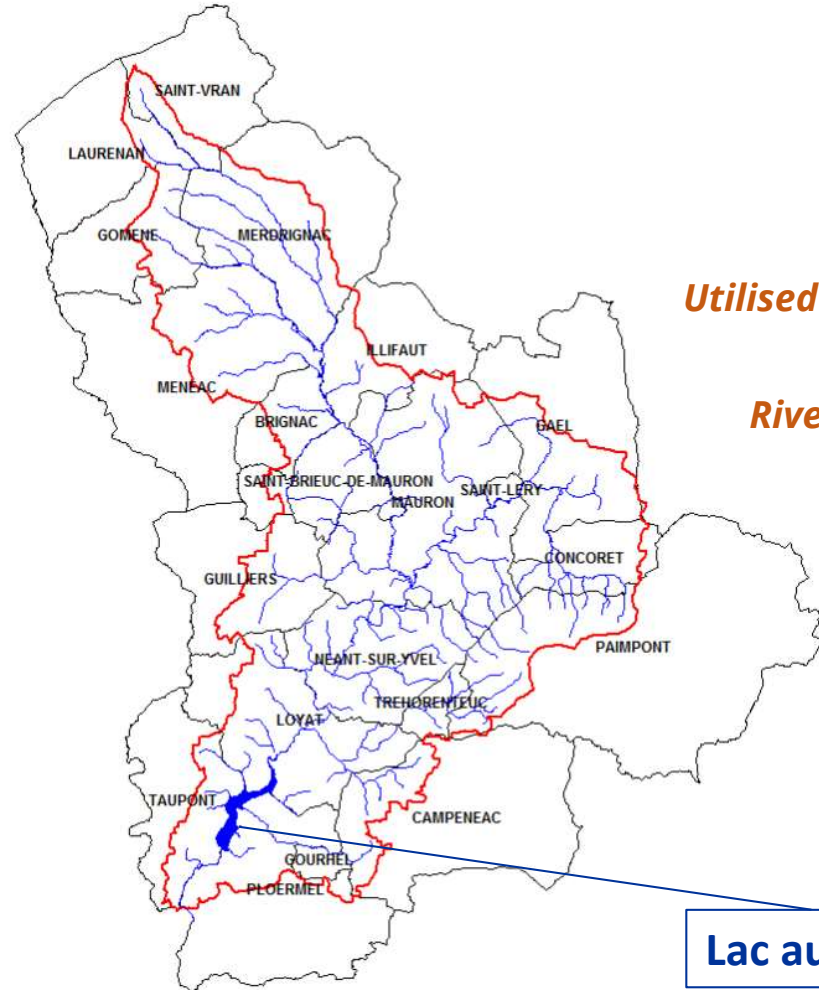 SAINT-VRAN
LAURENAN
GOMENE
MERDRIGNAC
Utilised
ILLIFAUT
MENEAC
Rive
BRIGNAC
GAEL
SAINT-BRIEUC-DE-MAURON
SAINT-LERY
MAURON
CONCORET
GUILLIERS
PAIMPONT
NEANT-SUR-YVEL
TREHORENTEUC
LOYAT
TAUPONT
CAMPENEAC
GOURHEL
PLOERMEL
Lac au